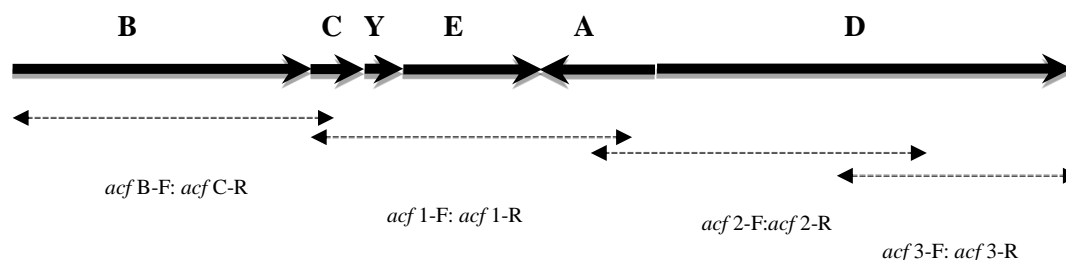 B C Y E A D
acf B-F: acf C-R
acf 1-F: acf 1-R
acf 2-F:acf 2-R
acf 3-F: acf 3-R